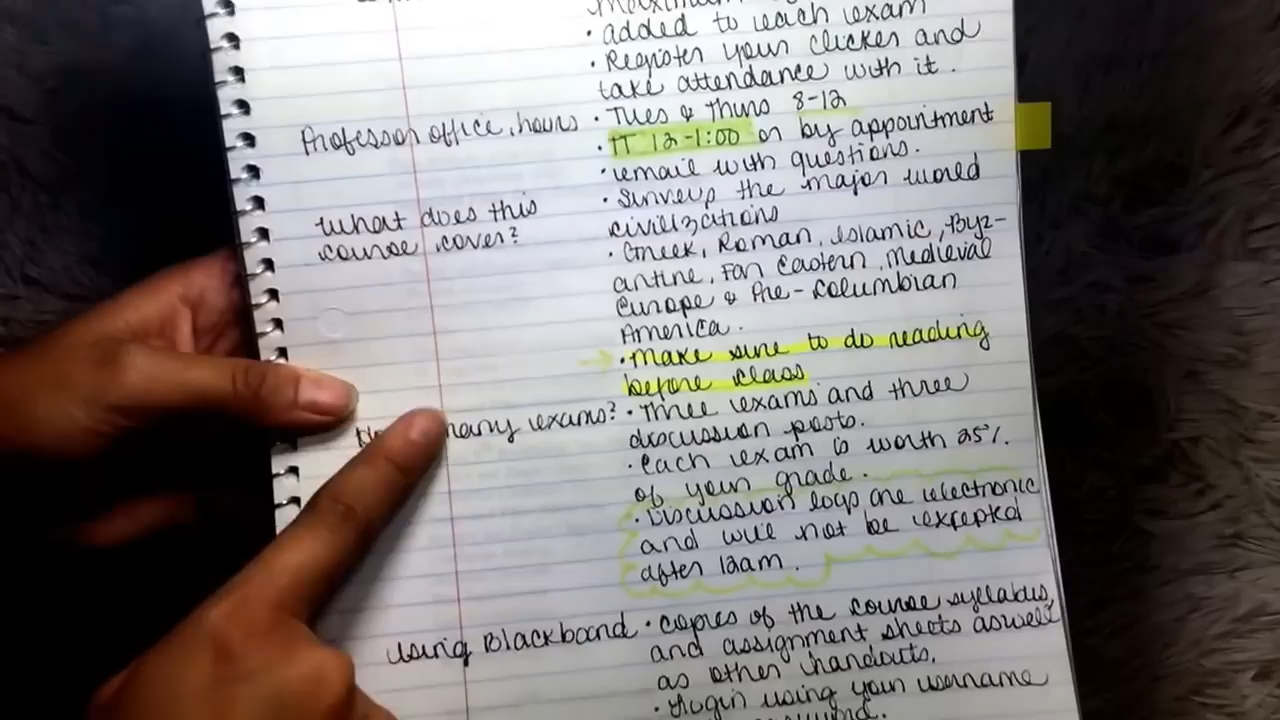 maximum
• added to each exam
• Register your clicker and
take attendance with it.
Professor office hours • Tues & Thurs 8-12
• TT 12-1:00 or by appointment
• email with questions.
What does this • Survey the major world
course cover? civilizations
• Greek, Roman, Islamic, Byz-
antine, Far Eastern, Medieval
Europe & Pre-Columbian
America.
• Make sure to do reading
before class
many exams? • Three exams and three
discussion posts.
• Each exam is worth 25%
of your grade.
• Discussion logs are electronic
and will not be excepted
after 12am.
Using Blackboard • copies of the course syllabus,
and assignment sheets aswell
as other handouts.
• Login using your username